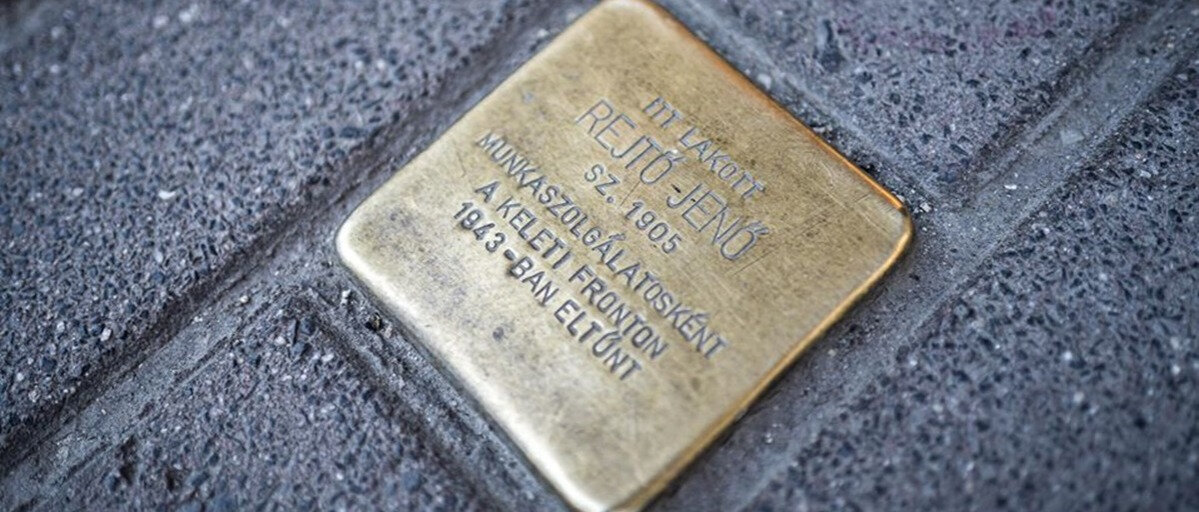 ITT LAKOTT
REJTŐ JENŐ
SZ. 1905
MUNKASZOLGÁLATOSKÉNT
A KELETI FRONTON
1943-BAN ELTŰNT